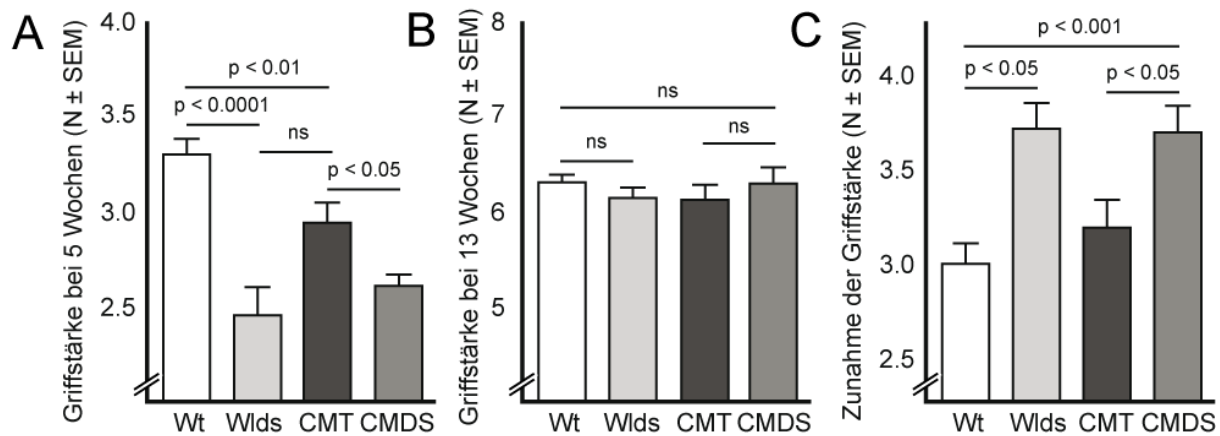 A
Griffstärke bei 5 Wochen (N ± SEM)
4.0
3.5
3.0
2.5
p < 0.01
p < 0.0001
ns
p < 0.05
Wt Wlds CMT CMDS
B
Griffstärke bei 13 Wochen (N ± SEM)
8
7
6
5
ns
ns
ns
Wt Wlds CMT CMDS
C
Zunahme der Griffstärke (N ± SEM)
4.0
3.5
3.0
2.5
p < 0.001
p < 0.05
p < 0.05
Wt Wlds CMT CMDS